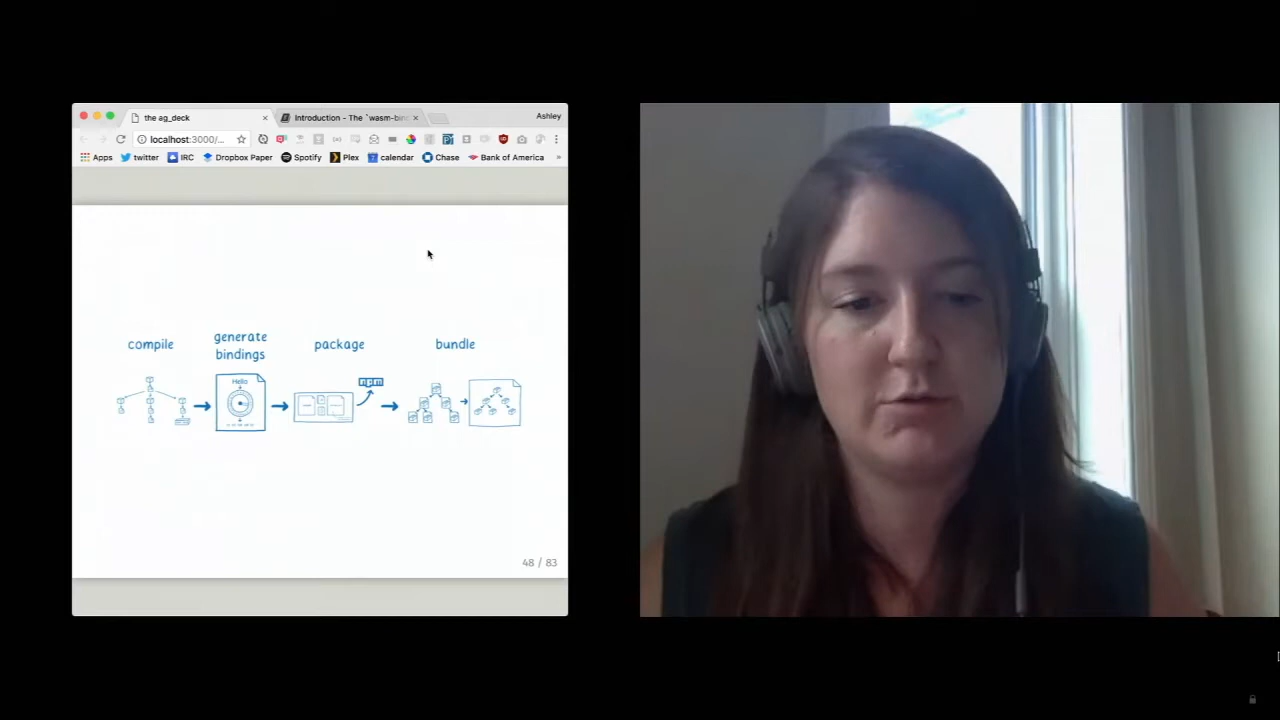 the ag_deck
Introduction - The `wasm-bin
Ashley
localhost:3000/...
Apps twitter IRC Dropbox Paper Spotify Plex calendar Chase Bank of America »
compile
generate
bindings
package
bundle
Hello
48 / 83